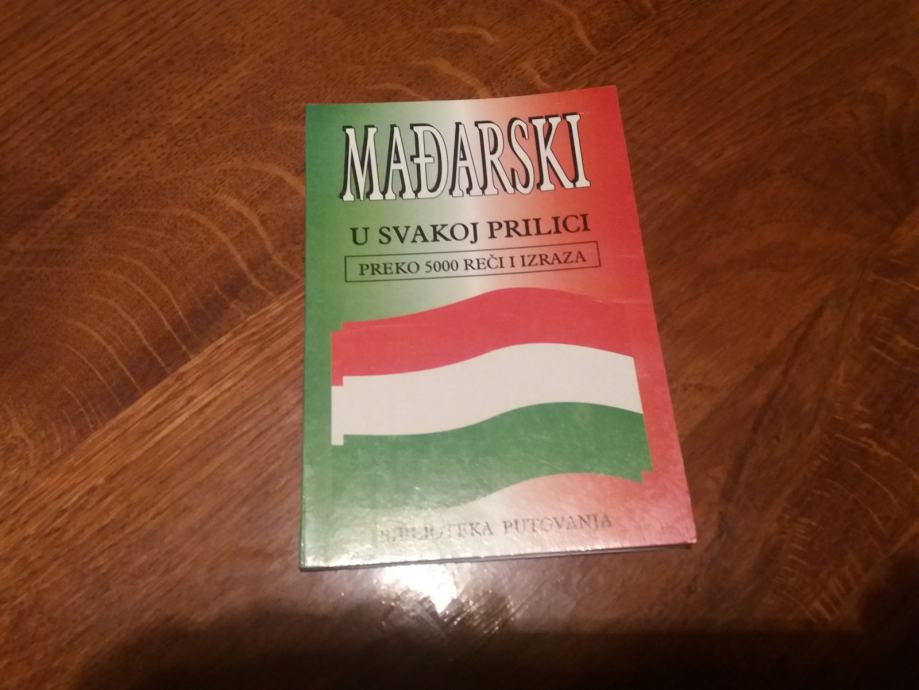 MAĐARSKI
U SVAKOJ PRILICI
PREKO 5000 REČI I IZRAZA
BIBLIOTEKA PUTOVANJA